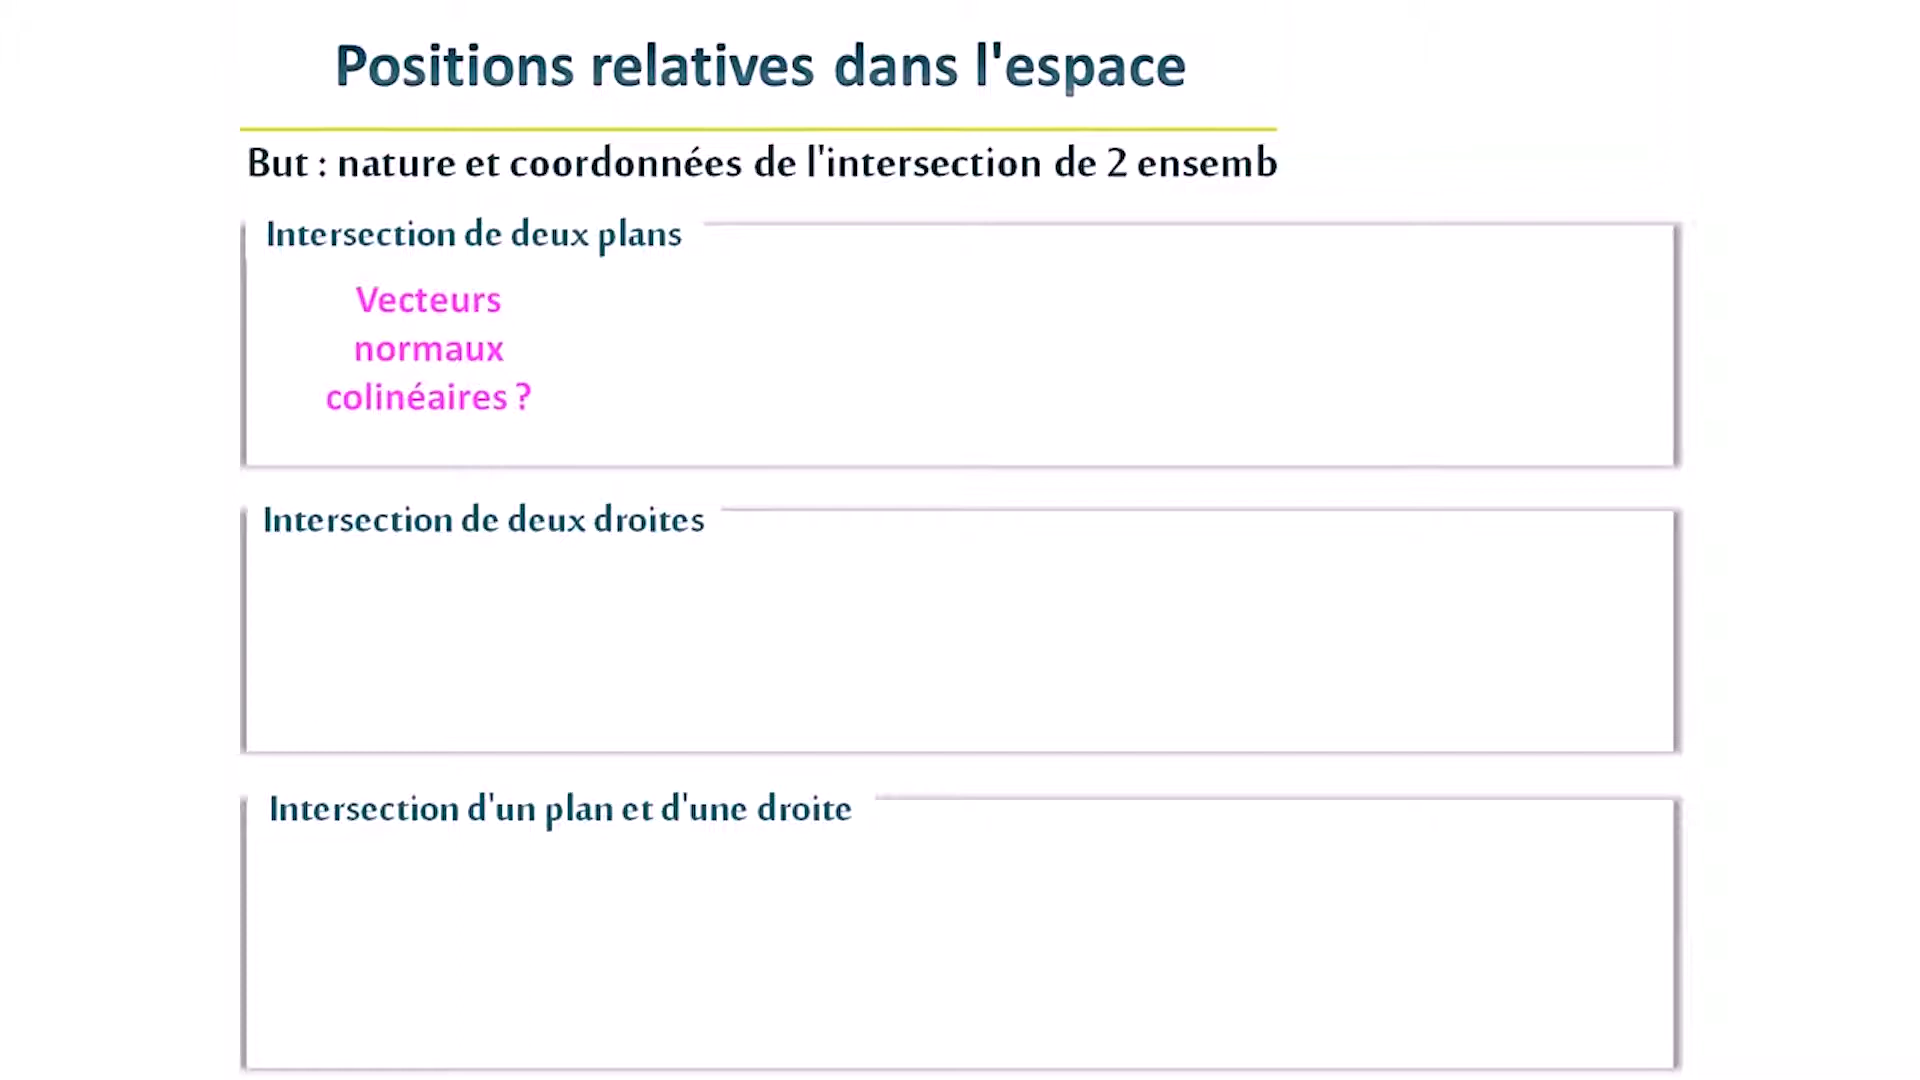 Positions relatives dans l'espace
But : nature et coordonnées de l'intersection de 2 ensemb
Intersection de deux plans
Vecteurs
normaux
colinéaires ?
Intersection de deux droites
Intersection d'un plan et d'une droite